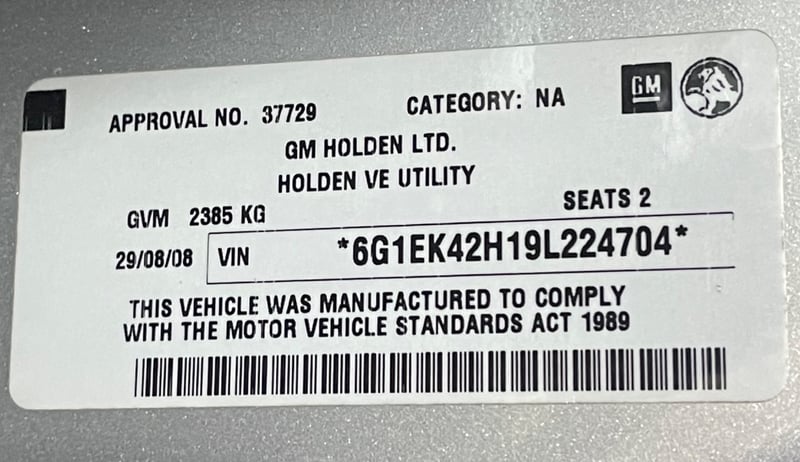 APPROVAL NO. 37729 CATEGORY: NA GM
GM HOLDEN LTD.
HOLDEN VE UTILITY
GVM 2385 KG SEATS 2
29/08/08 VIN *6G1EK42H19L224704*
THIS VEHICLE WAS MANUFACTURED TO COMPLY
WITH THE MOTOR VEHICLE STANDARDS ACT 1989